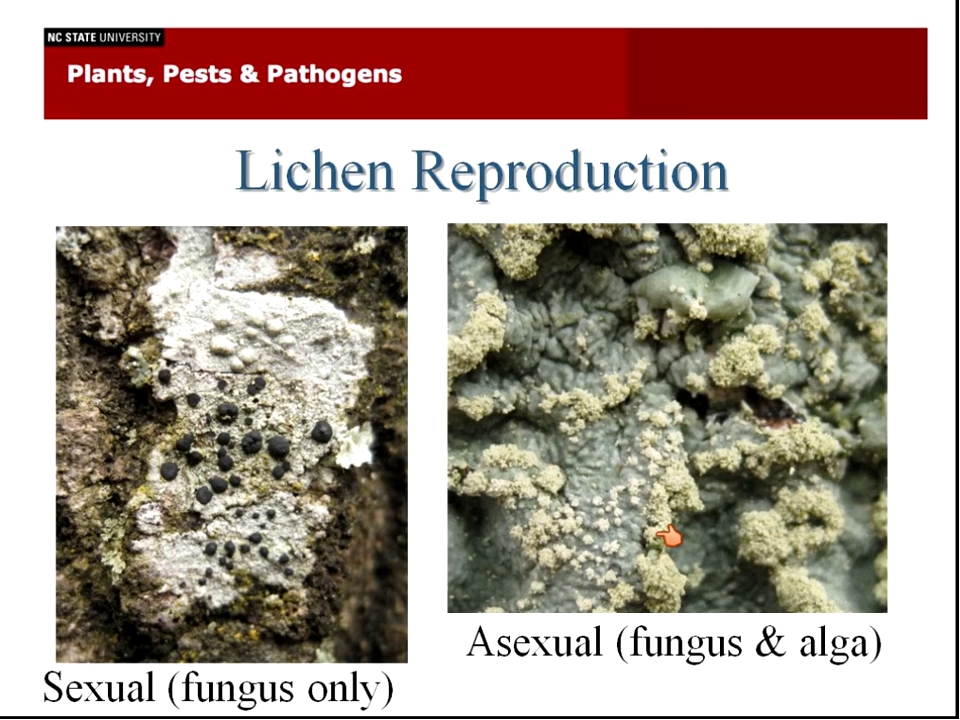 NC STATE UNIVERSITY
Plants, Pests & Pathogens
Lichen Reproduction
Asexual (fungus & alga)
Sexual (fungus only)